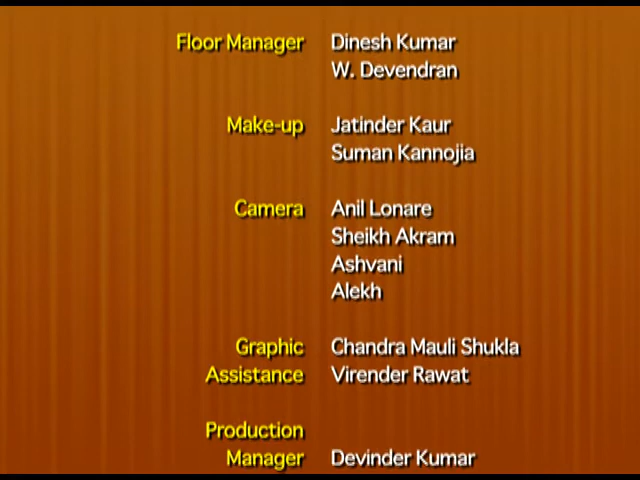 Floor Manager Dinesh Kumar
W. Devendran
Make-up Jatinder Kaur
Suman Kannojia
Camera Anil Lonare
Sheikh Akram
Ashvani
Alekh
Graphic Chandra Mauli Shukla
Assistance Virender Rawat
Production
Manager Devinder Kumar